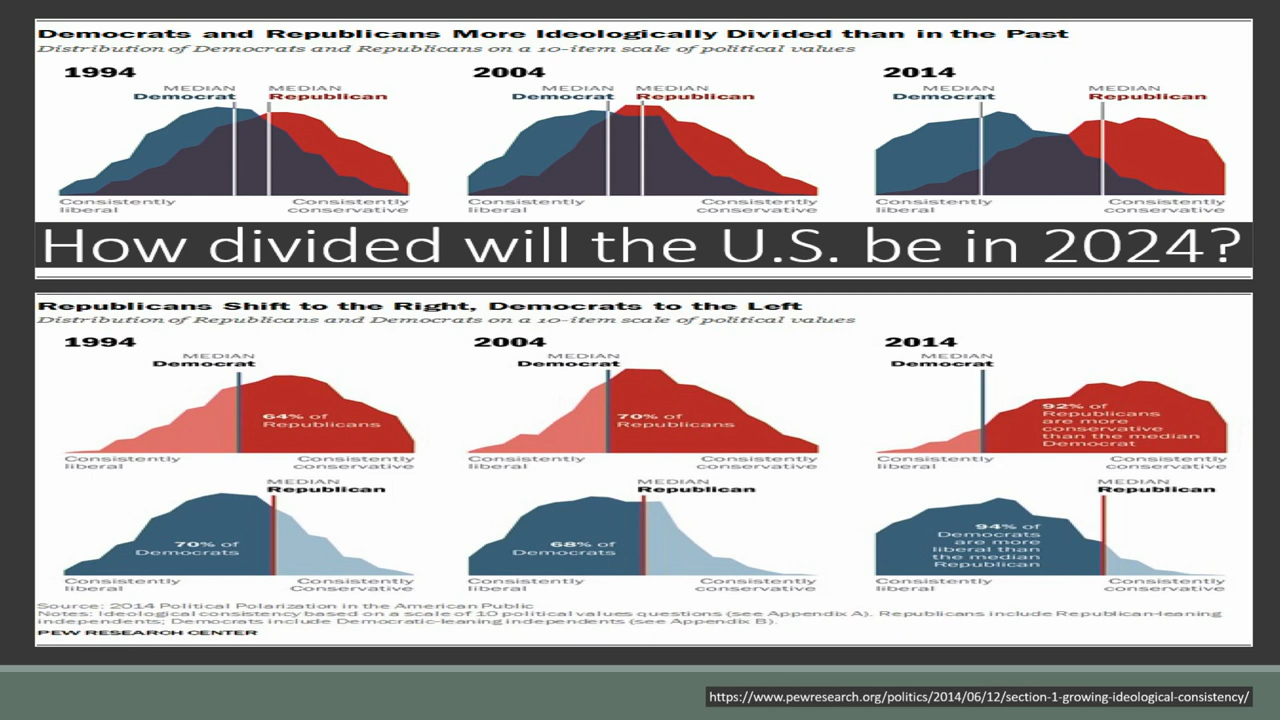 Democrats and Republicans More Ideologically Divided than in the Past
Distribution of Democrats and Republicans on a 10-item scale of political values
1994
2004
2014
MEDIAN
Democrat
MEDIAN
Republican
MEDIAN
Democrat
MEDIAN
Republican
MEDIAN
Democrat
MEDIAN
Republican
Consistently
liberal
Consistently
conservative
Consistently
liberal
Consistently
conservative
Consistently
liberal
Consistently
conservative
How divided will the U.S. be in 2024?
Republicans Shift to the Right, Democrats to the Left
Distribution of Republicans and Democrats on a 10-item scale of political values
1994
2004
2014
MEDIAN
Democrat
MEDIAN
Democrat
MEDIAN
Democrat
64% of
Republicans
70% of
Republicans
92% of
Republicans
are more
conservative
than the median
Democrat
Consistently
liberal
Consistently
conservative
Consistently
liberal
Consistently
conservative
Consistently
liberal
Consistently
conservative
MEDIAN
Republican
MEDIAN
Republican
MEDIAN
Republican
70% of
Democrats
68% of
Democrats
94% of
Democrats
are more
liberal than
the median
Republican
Consistently
liberal
Consistently
Conservative
Consistently
liberal
Consistently
conservative
Consistently
liberal
Consistently
conservative
Source: 2014 Political Polarization in the American Public
Notes: Ideological consistency based on a scale of 10 political values questions (see Appendix A). Republicans include Republican-leaning
independents; Democrats include Democratic-leaning independents (see Appendix B).
PEW RESEARCH CENTER
https://www.pewresearch.org/politics/2014/06/12/section-1-growing-ideological-consistency/